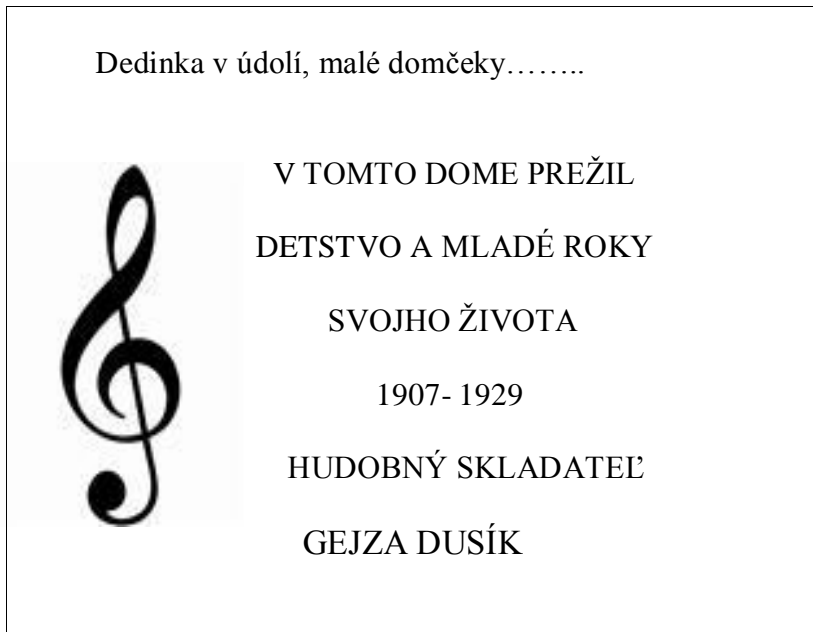 Dedinka v údolí, malé domčeky……..
V TOMTO DOME PREŽIL
DETSTVO A MLADÉ ROKY
SVOJHO ŽIVOTA
1907- 1929
HUDOBNÝ SKLADATEĽ
GEJZA DUSÍK